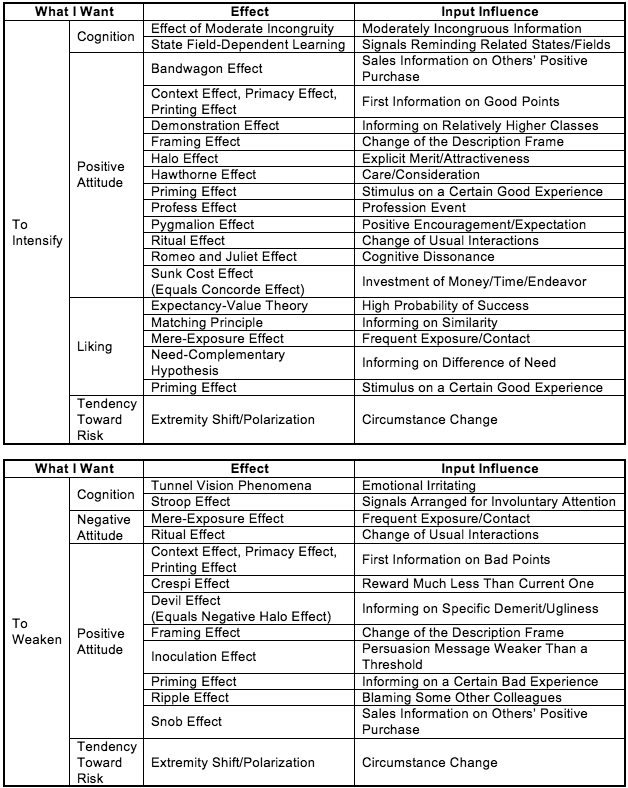 What I Want Effect Input Influence
To Intensify
Cognition
Effect of Moderate Incongruity Moderately Incongruous Information
State Field-Dependent Learning Signals Reminding Related States/Fields
Positive Attitude
Bandwagon Effect Sales Information on Others' Positive Purchase
Context Effect, Primacy Effect, Printing Effect First Information on Good Points
Demonstration Effect Informing on Relatively Higher Classes
Framing Effect Change of the Description Frame
Halo Effect Explicit Merit/Attractiveness
Hawthorne Effect Care/Consideration
Priming Effect Stimulus on a Certain Good Experience
Profess Effect Profession Event
Pygmalion Effect Positive Encouragement/Expectation
Ritual Effect Change of Usual Interactions
Romeo and Juliet Effect Cognitive Dissonance
Sunk Cost Effect (Equals Concorde Effect) Investment of Money/Time/Endeavor
Liking
Expectancy-Value Theory High Probability of Success
Matching Principle Informing on Similarity
Mere-Exposure Effect Frequent Exposure/Contact
Need-Complementary Hypothesis Informing on Difference of Need
Priming Effect Stimulus on a Certain Good Experience
Tendency Toward Risk
Extremity Shift/Polarization Circumstance Change
What I Want Effect Input Influence
To Weaken
Cognition
Tunnel Vision Phenomena Emotional Irritating
Stroop Effect Signals Arranged for Involuntary Attention
Negative Attitude
Mere-Exposure Effect Frequent Exposure/Contact
Ritual Effect Change of Usual Interactions
Positive Attitude
Context Effect, Primacy Effect, Printing Effect First Information on Bad Points
Crespi Effect Reward Much Less Than Current One
Devil Effect (Equals Negative Halo Effect) Informing on Specific Demerit/Ugliness
Framing Effect Change of the Description Frame
Inoculation Effect Persuasion Message Weaker Than a Threshold
Priming Effect Informing on a Certain Bad Experience
Ripple Effect Blaming Some Other Colleagues
Snob Effect Sales Information on Others' Positive Purchase
Tendency Toward Risk
Extremity Shift/Polarization Circumstance Change